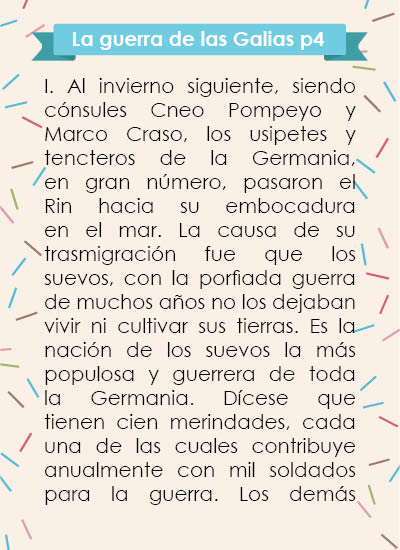 La guerra de las Galias p4
I. Al invierno siguiente, siendo
cónsules Cneo Pompeyo y
Marco Craso, los usipetes y
tencteros de la Germania,
en gran número, pasaron el
Rin hacia su embocadura
en el mar. La causa de su
trasmigración fue que los
suevos, con la porfiada guerra
de muchos años no los dejaban
vivir ni cultivar sus tierras. Es la
nación de los suevos la más
populosa y guerrera de toda
la Germania. Dícese que
tienen cien merindades, cada
una de las cuales contribuye
anualmente con mil soldados
para la guerra. Los demás